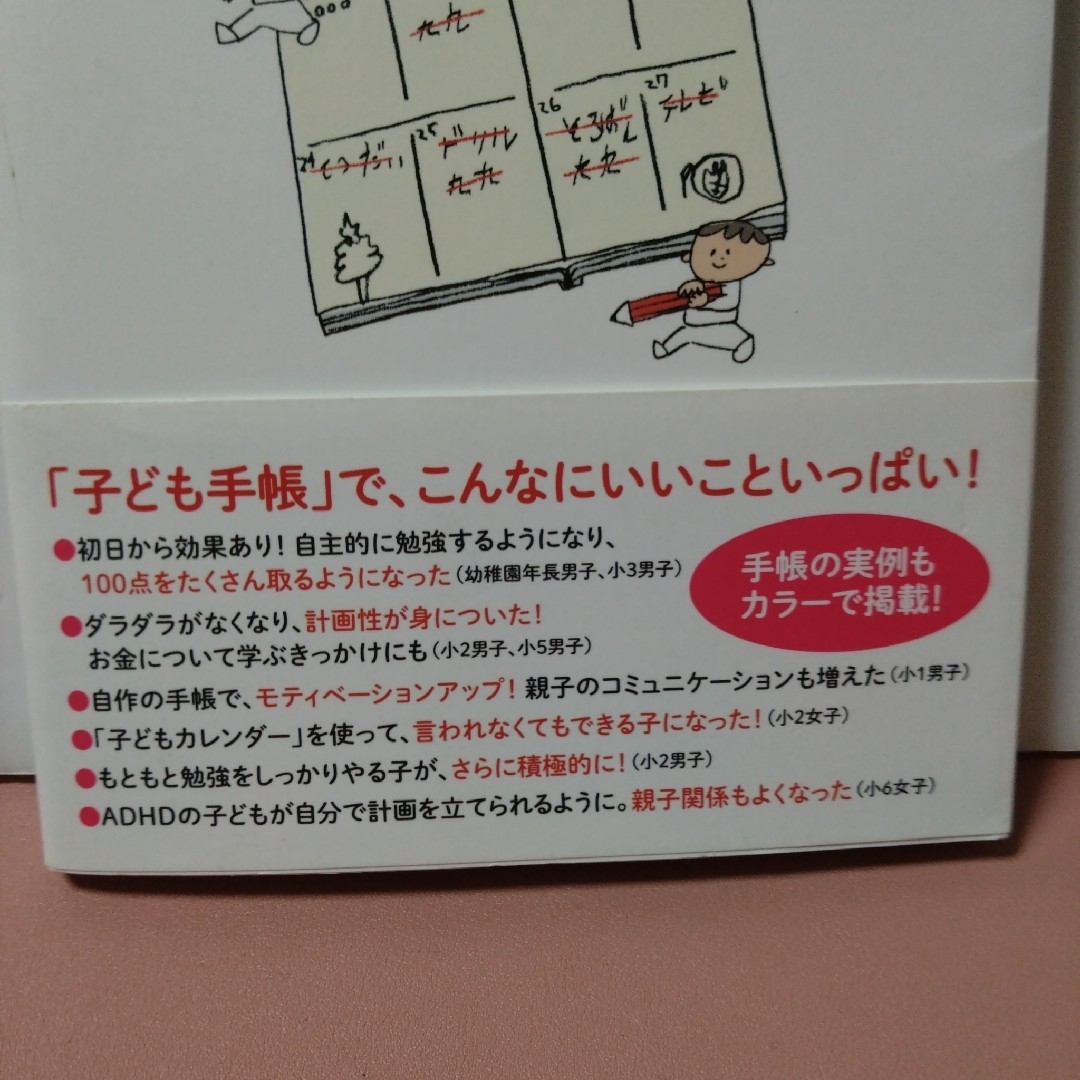 九九
24 てつだい
25 ドリル
九九
26 そろばん
九九
27 テレビ
「子ども手帳」で、こんなにいいこといっぱい！
●初日から効果あり！ 自主的に勉強するようになり、
100点をたくさん取るようになった（幼稚園年長男子、小3男子）
●ダラダラがなくなり、計画性が身についた！
お金について学ぶきっかけにも（小2男子、小5男子）
●自作の手帳で、モティベーションアップ！ 親子のコミュニケーションも増えた（小1男子）
●「子どもカレンダー」を使って、言われなくてもできる子になった！（小2女子）
●もともと勉強をしっかりやる子が、さらに積極的に！（小2男子）
●ADHDの子どもが自分で計画を立てられるように。親子関係もよくなった（小6女子）
手帳の実例も
カラーで掲載！